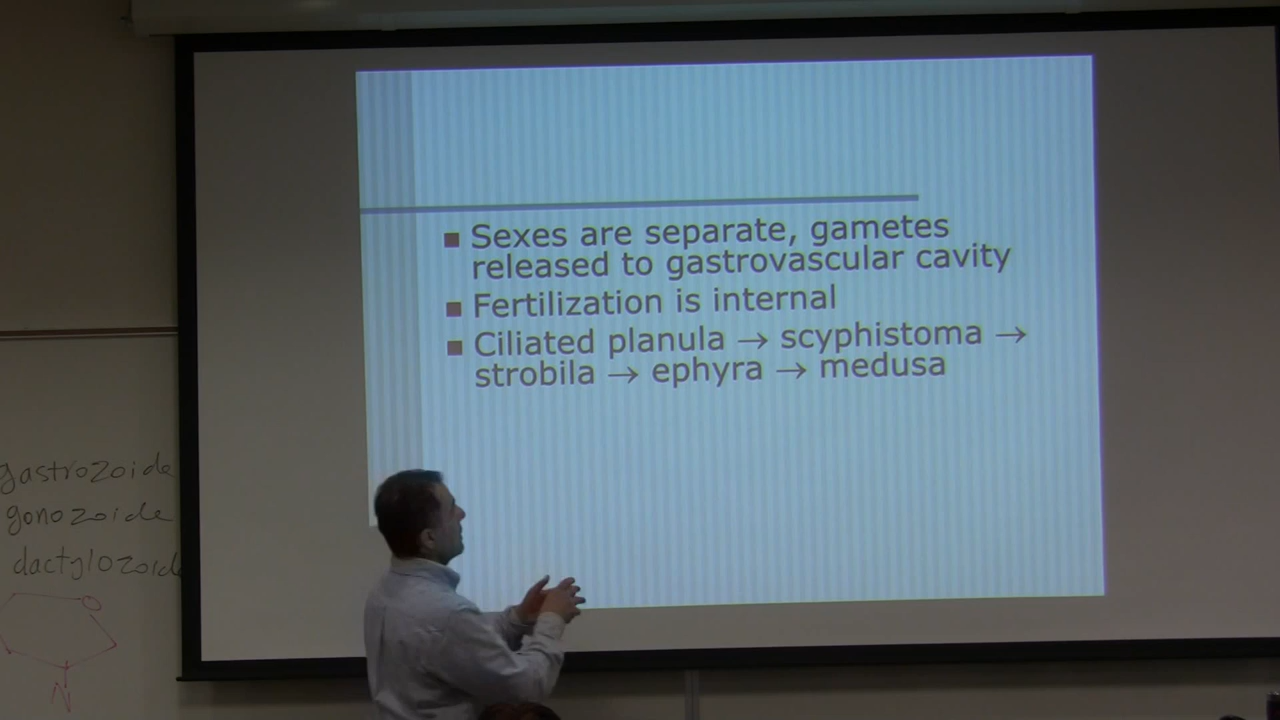 ■ Sexes are separate, gametes
released to gastrovascular cavity
■ Fertilization is internal
■ Ciliated planula → scyphistoma →
strobila → ephyra → medusa
gastrozoide
gonozoide
dactylozoide
O
N